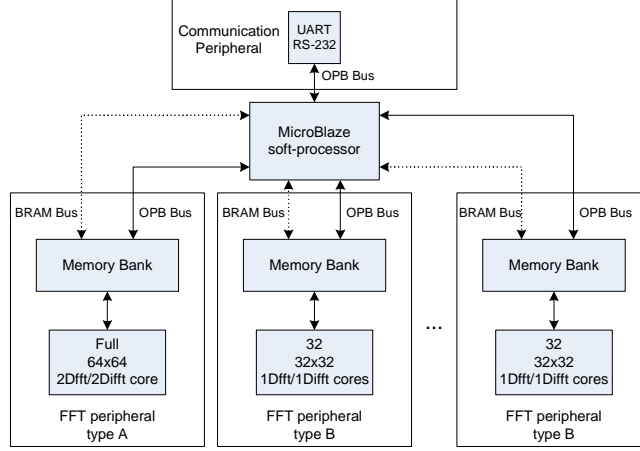 Communication
Peripheral
UART
RS-232
OPB Bus
MicroBlaze
soft-processor
BRAM Bus
OPB Bus
Memory Bank
Full
64x64
2Dfft/2Difft core
FFT peripheral
type A
BRAM Bus
OPB Bus
Memory Bank
32
32x32
1Dfft/1Difft cores
FFT peripheral
type B
...
BRAM Bus
OPB Bus
Memory Bank
32
32x32
1Dfft/1Difft cores
FFT peripheral
type B